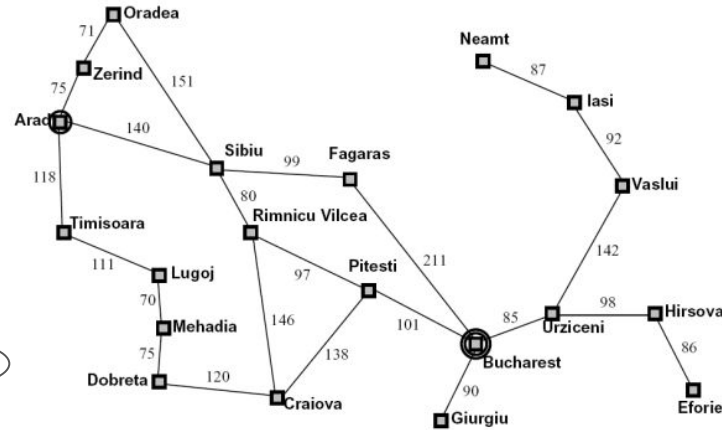 Oradea
71
Neamt
87
Zerind
75
151
Iasi
Arad
140
92
Sibiu
99
Fagaras
118
80
Vaslui
Timisoara
Rimnicu Vilcea
111
97
Pitesti
211
142
Lugoj
70
146
98
Hirsova
Mehadia
101
85
Urziceni
75
138
86
Bucharest
Dobreta
120
90
Craiova
Giurgiu
Eforie